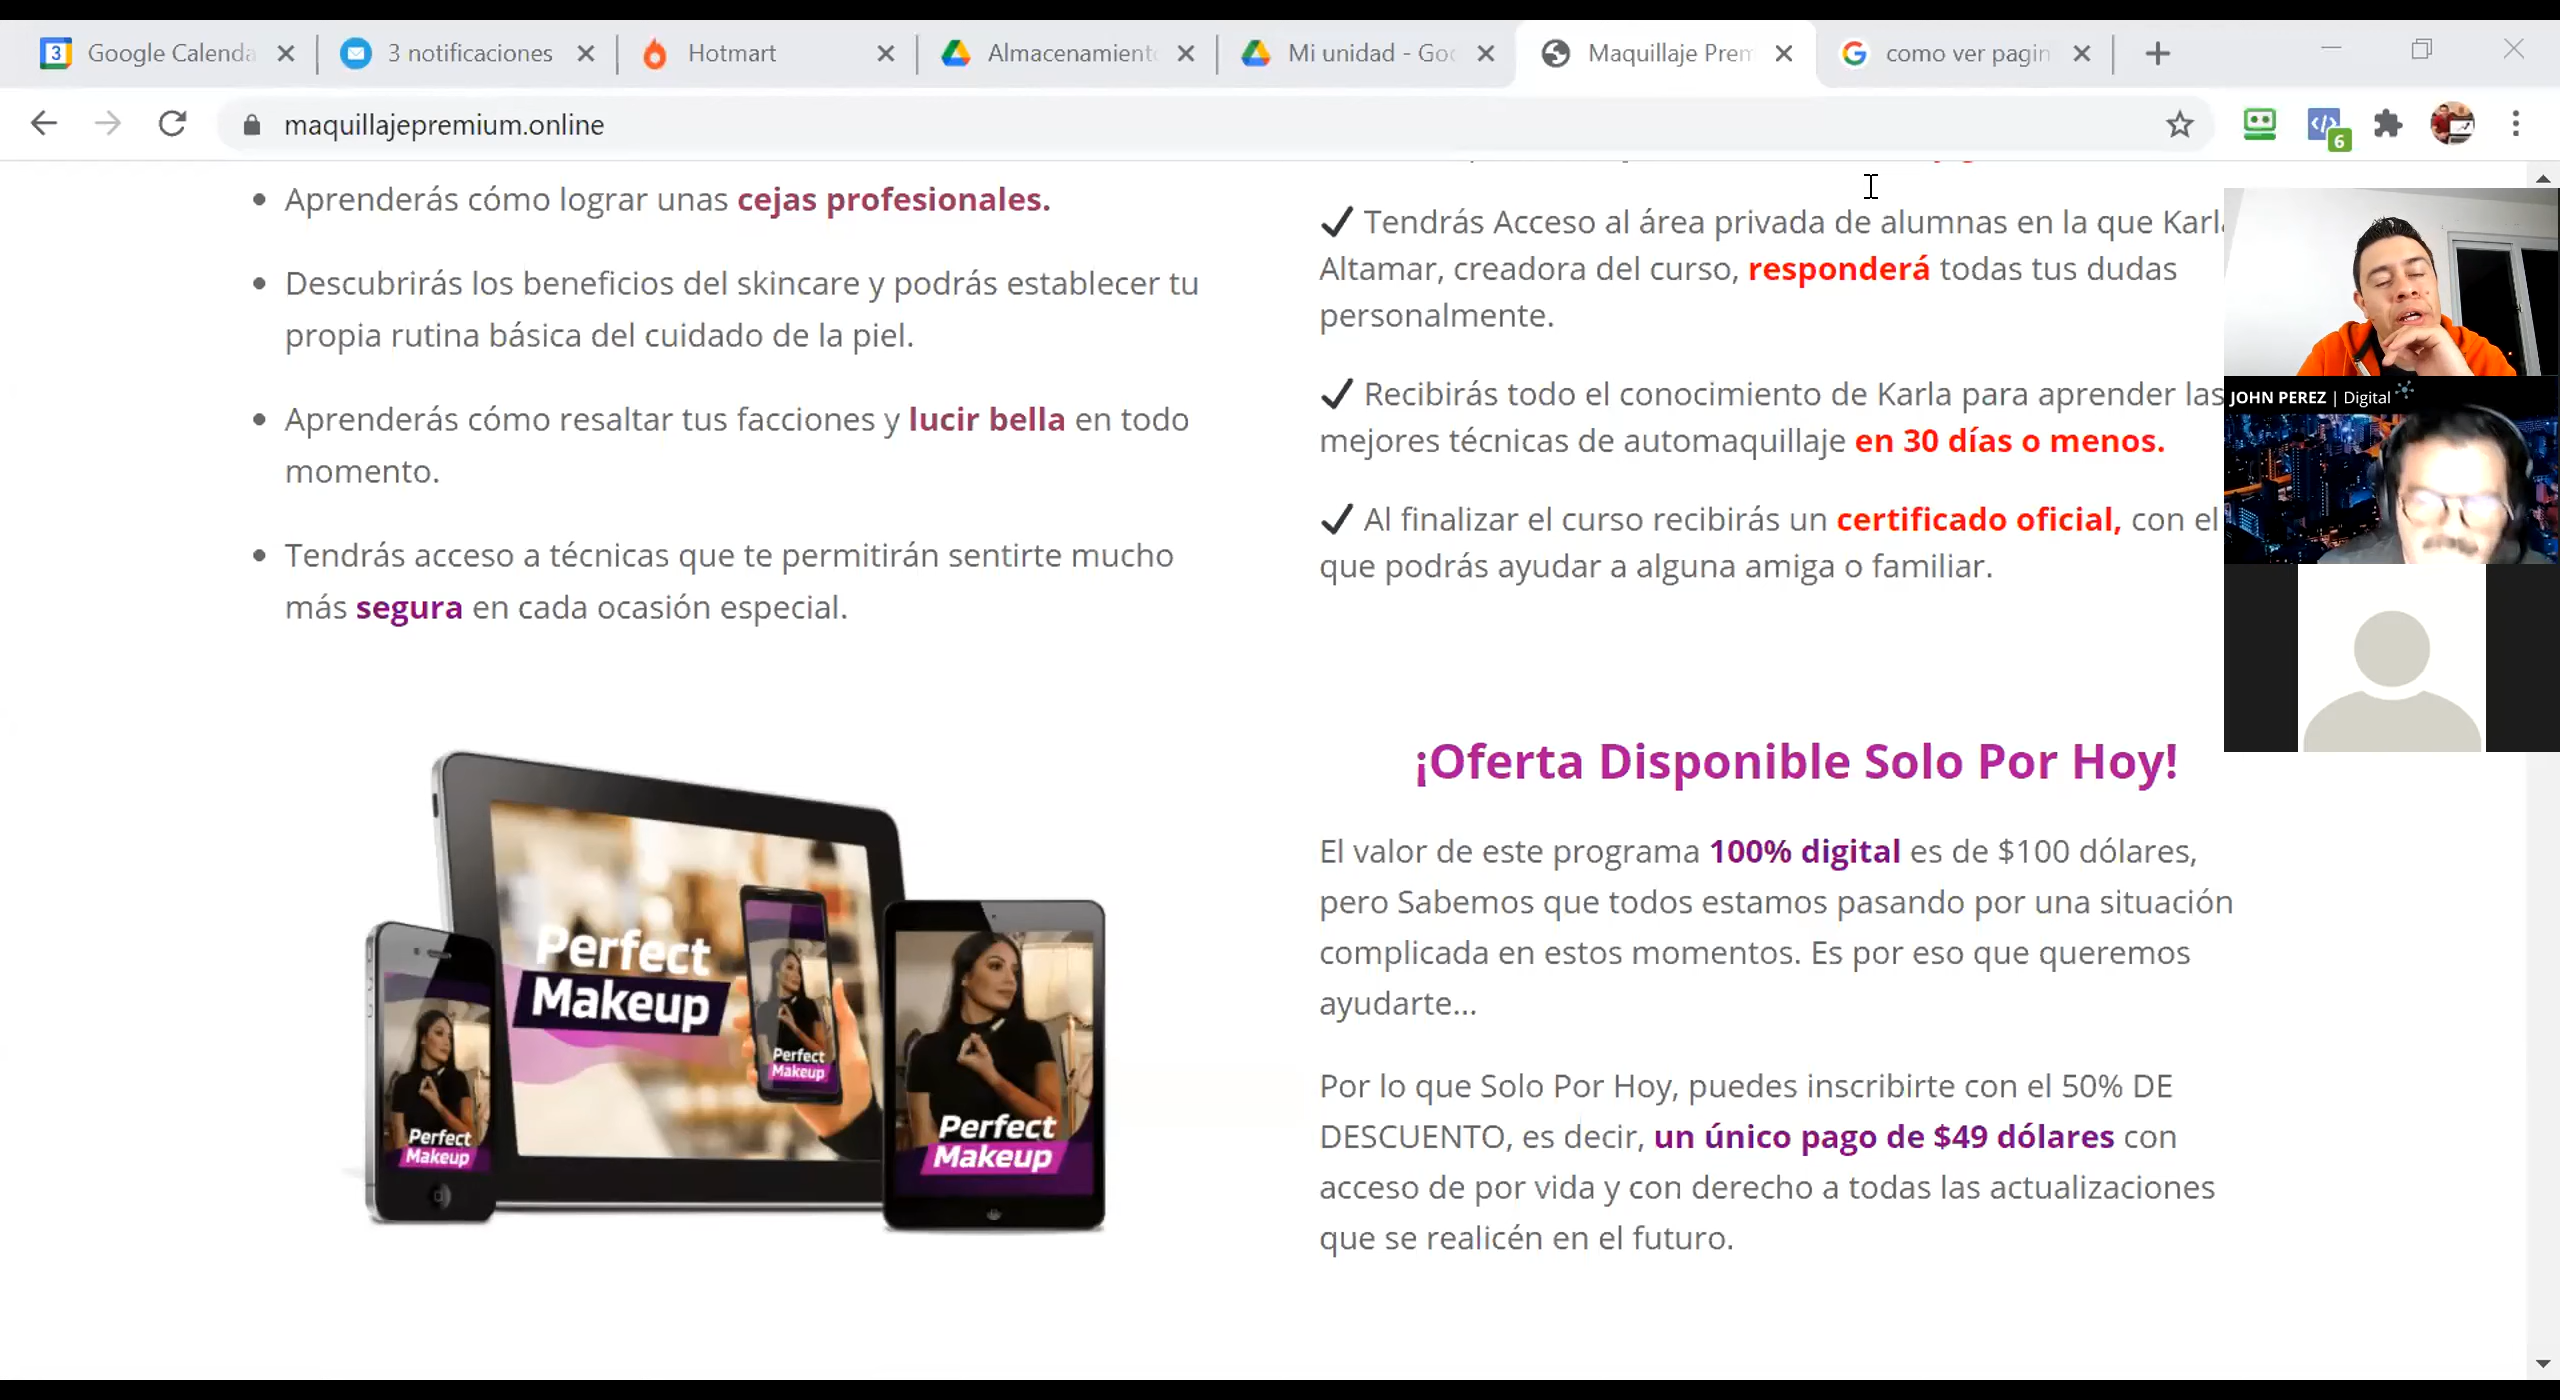 3
Google Calenda
3 notificaciones
Hotmart
Almacenamient
Mi unidad - Goo
Maquillaje Prem
como ver pagin
maquillajepremium.online
6
Aprenderás cómo lograr unas cejas profesionales.
Descubrirás los beneficios del skincare y podrás establecer tu
propia rutina básica del cuidado de la piel.
Aprenderás cómo resaltar tus facciones y lucir bella en todo
momento.
Tendrás acceso a técnicas que te permitirán sentirte mucho
más segura en cada ocasión especial.
Perfect
Makeup
Perfect
Makeup
Perfect
Makeup
Perfect
Makeup
✓ Tendrás Acceso al área privada de alumnas en la que Karla
Altamar, creadora del curso, responderá todas tus dudas
personalmente.
✓ Recibirás todo el conocimiento de Karla para aprender las
mejores técnicas de automaquillaje en 30 días o menos.
✓ Al finalizar el curso recibirás un certificado oficial, con el
que podrás ayudar a alguna amiga o familiar.
¡Oferta Disponible Solo Por Hoy!
El valor de este programa 100% digital es de $100 dólares,
pero Sabemos que todos estamos pasando por una situación
complicada en estos momentos. Es por eso que queremos
ayudarte...
Por lo que Solo Por Hoy, puedes inscribirte con el 50% DE
DESCUENTO, es decir, un único pago de $49 dólares con
acceso de por vida y con derecho a todas las actualizaciones
que se realicén en el futuro.
JOHN PEREZ | Digital